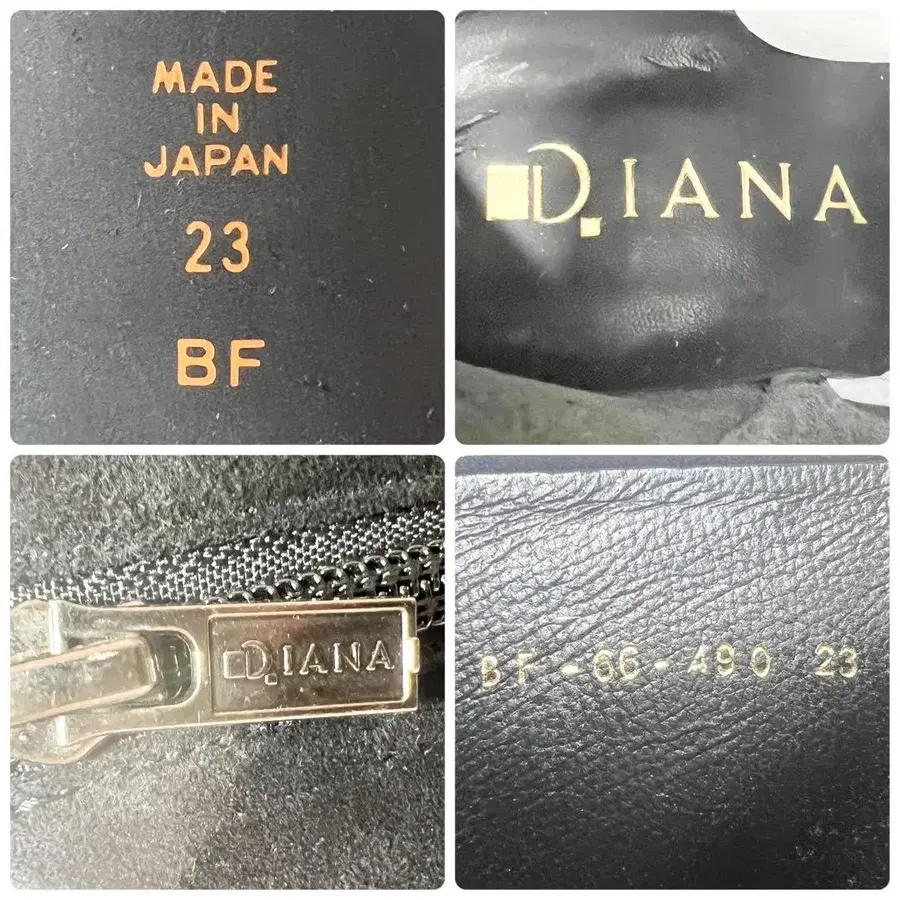 MADE
IN
JAPAN
23
BF
DIANA
DIANA
BF-66-490 23